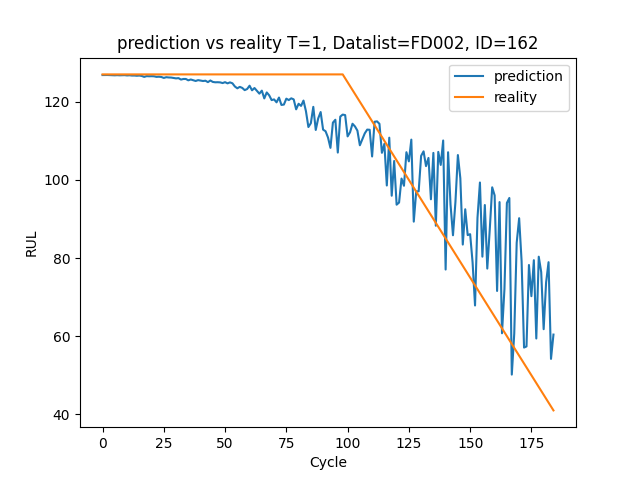 prediction vs reality T=1, Datalist=FD002, ID=162
prediction
reality
120
100
80
60
40
RUL
0 25 50 75 100 125 150 175
Cycle